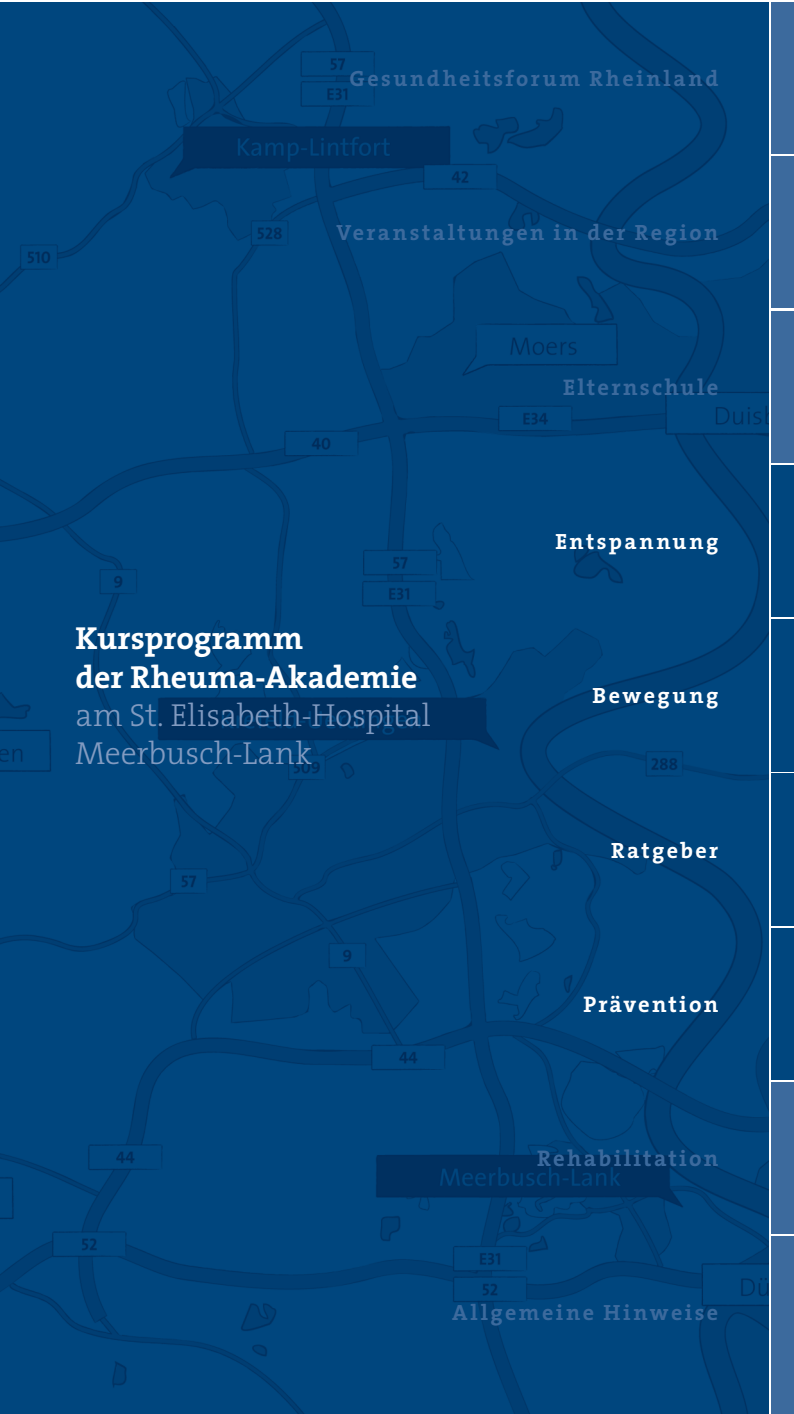 57
Gesundheitsforum Rheinland
E31
Kamp-Lintfort
42
528
Veranstaltungen in der Region
510
Moers
Elternschule
E34
40
Entspannung
57
9
E31
Kursprogramm
der Rheuma-Akademie
am St. Elisabeth-Hospital
Meerbusch-Lank
Bewegung
509
288
Ratgeber
57
9
Prävention
44
44
Rehabilitation
Meerbusch-Lank
52
E31
52
Allgemeine Hinweise